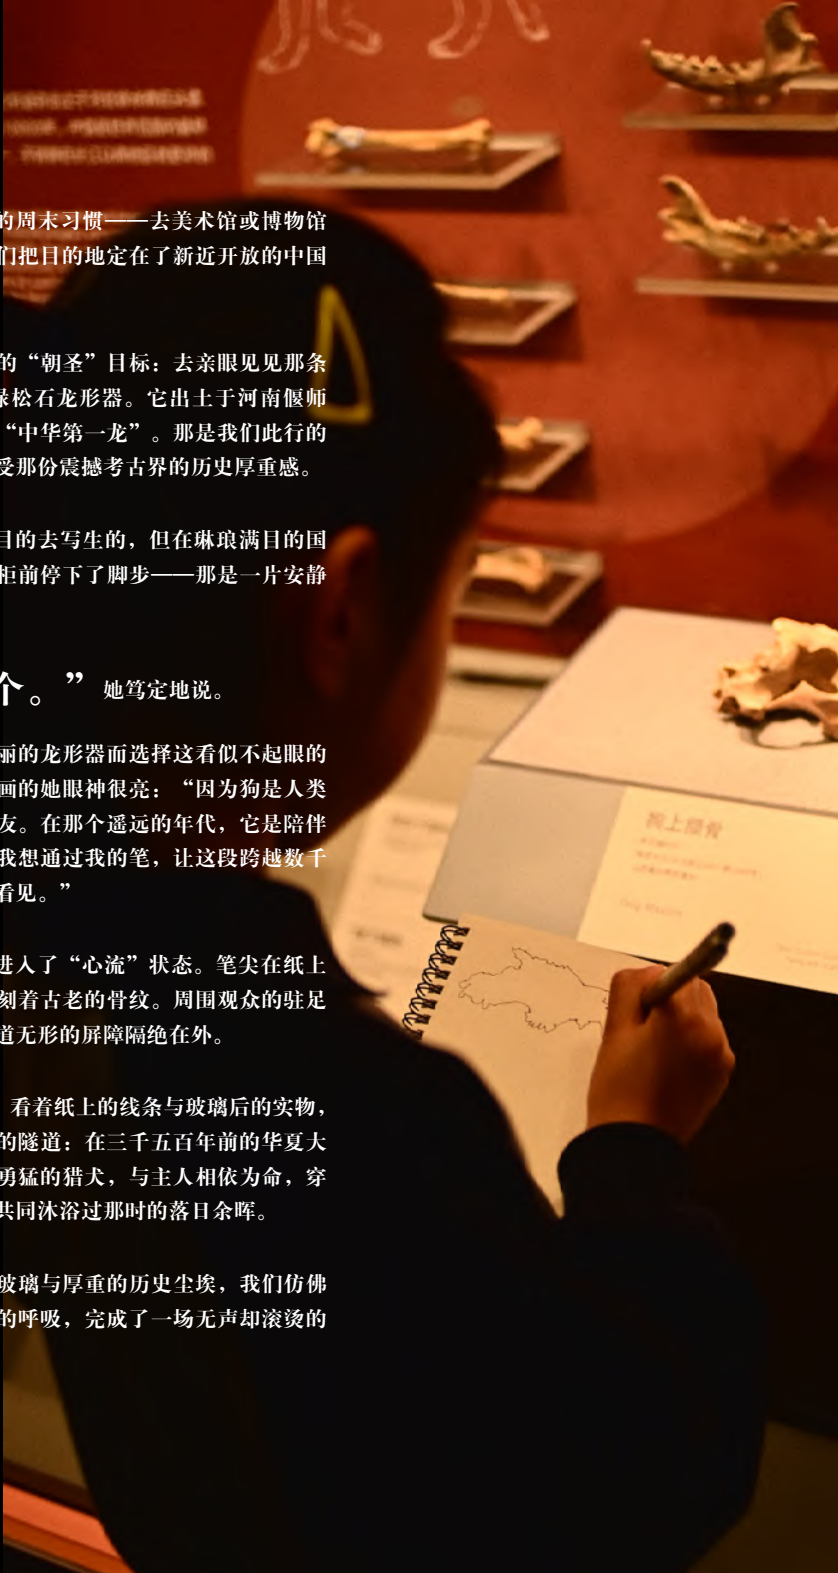 的周末习惯——去美术馆或博物馆
们把目的地定在了新近开放的中国
的“朝圣”目标：去亲眼见见那条
绿松石龙形器。它出土于河南偃师
“中华第一龙”。那是我们此行的
受那份震撼考古界的历史厚重感。
目的去写生的，但在琳琅满目的国
柜前停下了脚步——那是一片安静
个。”她笃定地说。
丽的龙形器而选择这看似不起眼的
画的她眼神很亮：“因为狗是人类
友。在那个遥远的年代，它是陪伴
我想通过我的笔，让这段跨越数千
看见。”
进入了“心流”状态。笔尖在纸上
刻着古老的骨纹。周围观众的驻足
道无形的屏障隔绝在外。
看着纸上的线条与玻璃后的实物，
的隧道：在三千五百年前的华夏大
勇猛的猎犬，与主人相依为命，穿
共同沐浴过那时的落日余晖。
玻璃与厚重的历史尘埃，我们仿佛
的呼吸，完成了一场无声却滚烫的